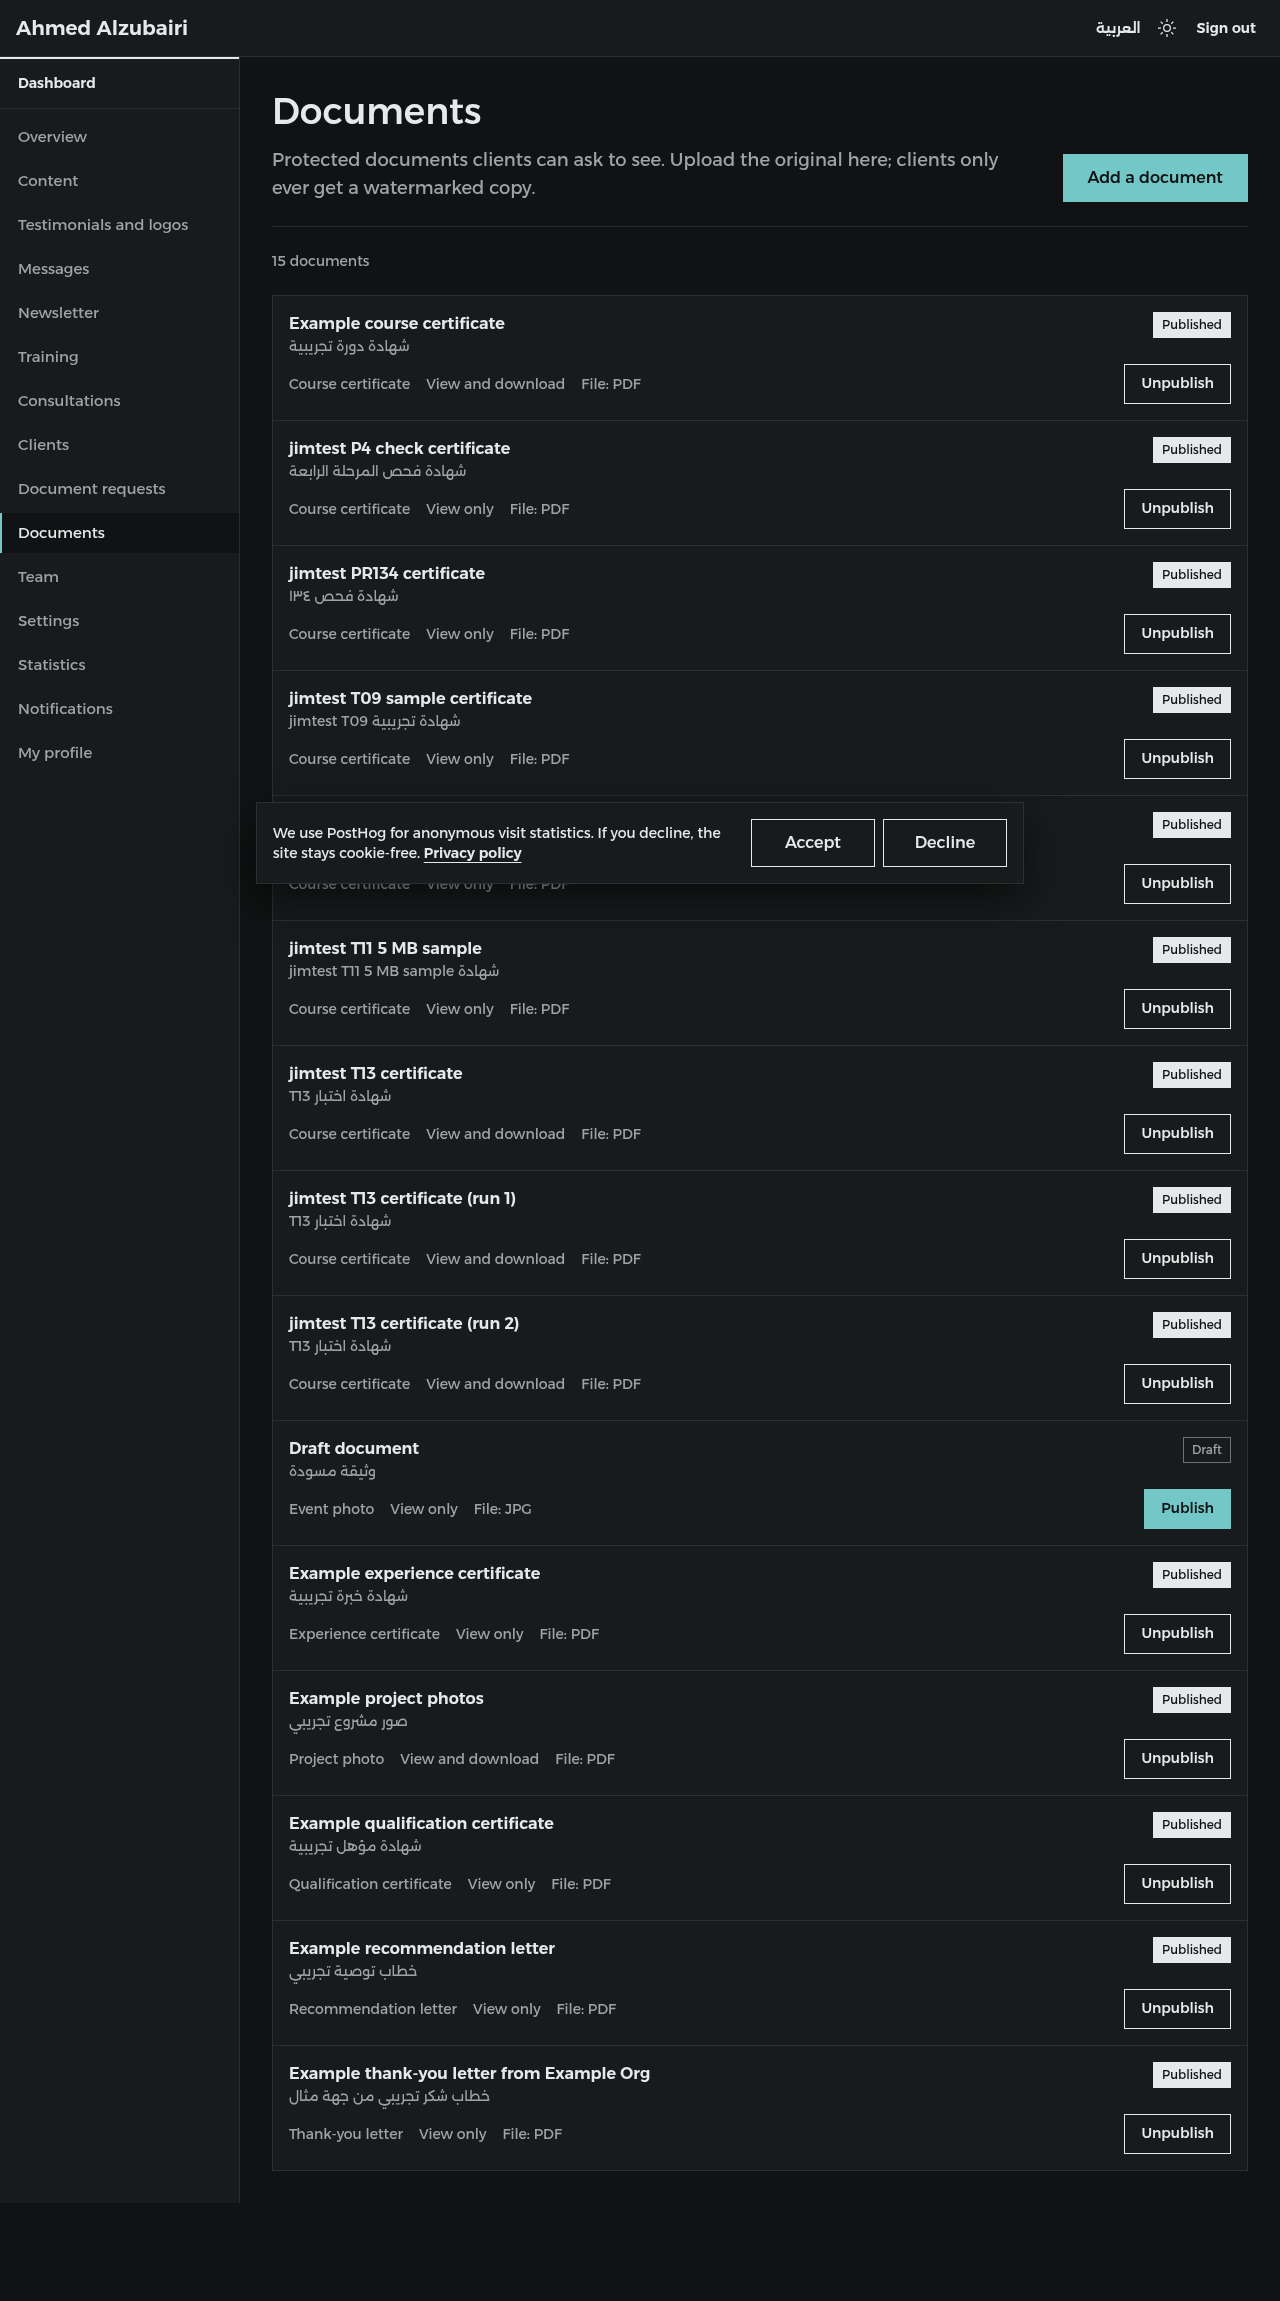 Ahmed Alzubairi
العربية
Sign out
Dashboard
Overview
Content
Testimonials and logos
Messages
Newsletter
Training
Consultations
Clients
Document requests
Documents
Team
Settings
Statistics
Notifications
My profile
Documents
Protected documents clients can ask to see. Upload the original here; clients only
ever get a watermarked copy.
Add a document
15 documents
Example course certificate
Published
شهادة دورة تجريبية
Course certificate View and download File: PDF
Unpublish
jimtest P4 check certificate
Published
شهادة فحص المرحلة الرابعة
Course certificate View only File: PDF
Unpublish
jimtest PR134 certificate
Published
شهادة فحص ١٣٤
Course certificate View only File: PDF
Unpublish
jimtest T09 sample certificate
Published
jimtest T09 شهادة تجريبية
Course certificate View only File: PDF
Unpublish
Published
We use PostHog for anonymous visit statistics. If you decline, the
site stays cookie-free. Privacy policy
Accept
Decline
Course certificate View only File: PDF
Unpublish
jimtest T11 5 MB sample
Published
jimtest T11 5 MB sample شهادة
Course certificate View only File: PDF
Unpublish
jimtest T13 certificate
Published
شهادة اختبار T13
Course certificate View and download File: PDF
Unpublish
jimtest T13 certificate (run 1)
Published
شهادة اختبار T13
Course certificate View and download File: PDF
Unpublish
jimtest T13 certificate (run 2)
Published
شهادة اختبار T13
Course certificate View and download File: PDF
Unpublish
Draft document
Draft
وثيقة مسودة
Event photo View only File: JPG
Publish
Example experience certificate
Published
شهادة خبرة تجريبية
Experience certificate View only File: PDF
Unpublish
Example project photos
Published
صور مشروع تجريبي
Project photo View and download File: PDF
Unpublish
Example qualification certificate
Published
شهادة مؤهل تجريبية
Qualification certificate View only File: PDF
Unpublish
Example recommendation letter
Published
خطاب توصية تجريبي
Recommendation letter View only File: PDF
Unpublish
Example thank-you letter from Example Org
Published
خطاب شكر تجريبي من جهة مثال
Thank-you letter View only File: PDF
Unpublish